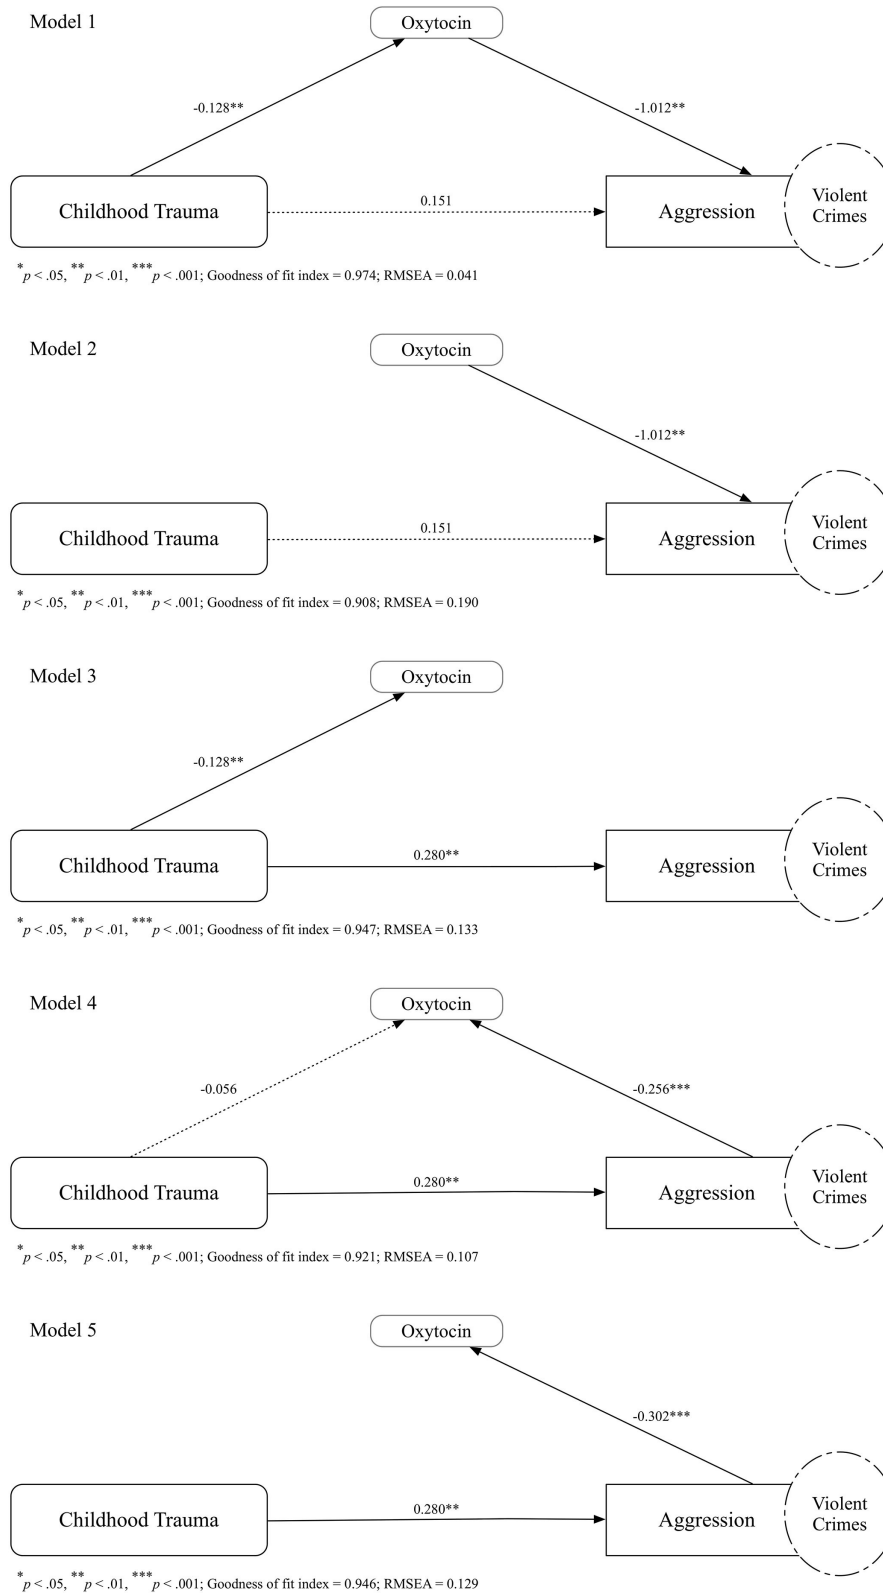 Model 1
Oxytocin
-0.128**
-1.012**
Childhood Trauma
0.151
Aggression
Violent
Crimes
*p < .05, **p < .01, ***p < .001; Goodness of fit index = 0.974; RMSEA = 0.041
Model 2
Oxytocin
-1.012**
Childhood Trauma
0.151
Aggression
Violent
Crimes
*p < .05, **p < .01, ***p < .001; Goodness of fit index = 0.908; RMSEA = 0.190
Model 3
Oxytocin
-0.128**
Childhood Trauma
0.280**
Aggression
Violent
Crimes
*p < .05, **p < .01, ***p < .001; Goodness of fit index = 0.947; RMSEA = 0.133
Model 4
Oxytocin
-0.056
-0.256***
Childhood Trauma
0.280**
Aggression
Violent
Crimes
*p < .05, **p < .01, ***p < .001; Goodness of fit index = 0.921; RMSEA = 0.107
Model 5
Oxytocin
-0.302***
Childhood Trauma
0.280**
Aggression
Violent
Crimes
*p < .05, **p < .01, ***p < .001; Goodness of fit index = 0.946; RMSEA = 0.129